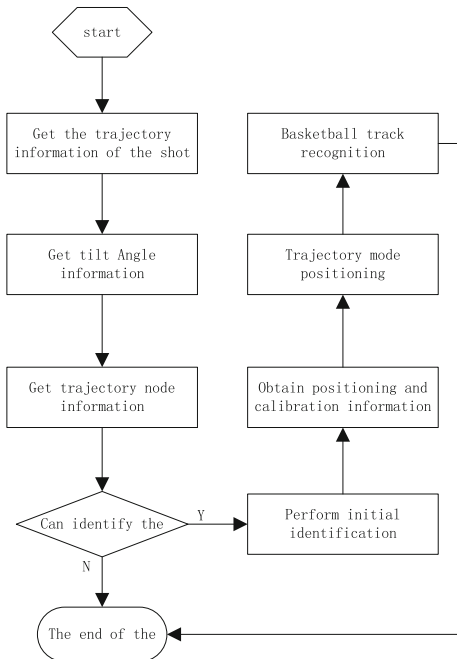 start
Get the trajectory
information of the shot
Get tilt Angle
information
Get trajectory node
information
Can identify the
Y
N
The end of the
Perform initial
identification
Obtain positioning and
calibration information
Trajectory mode
positioning
Basketball track
recognition